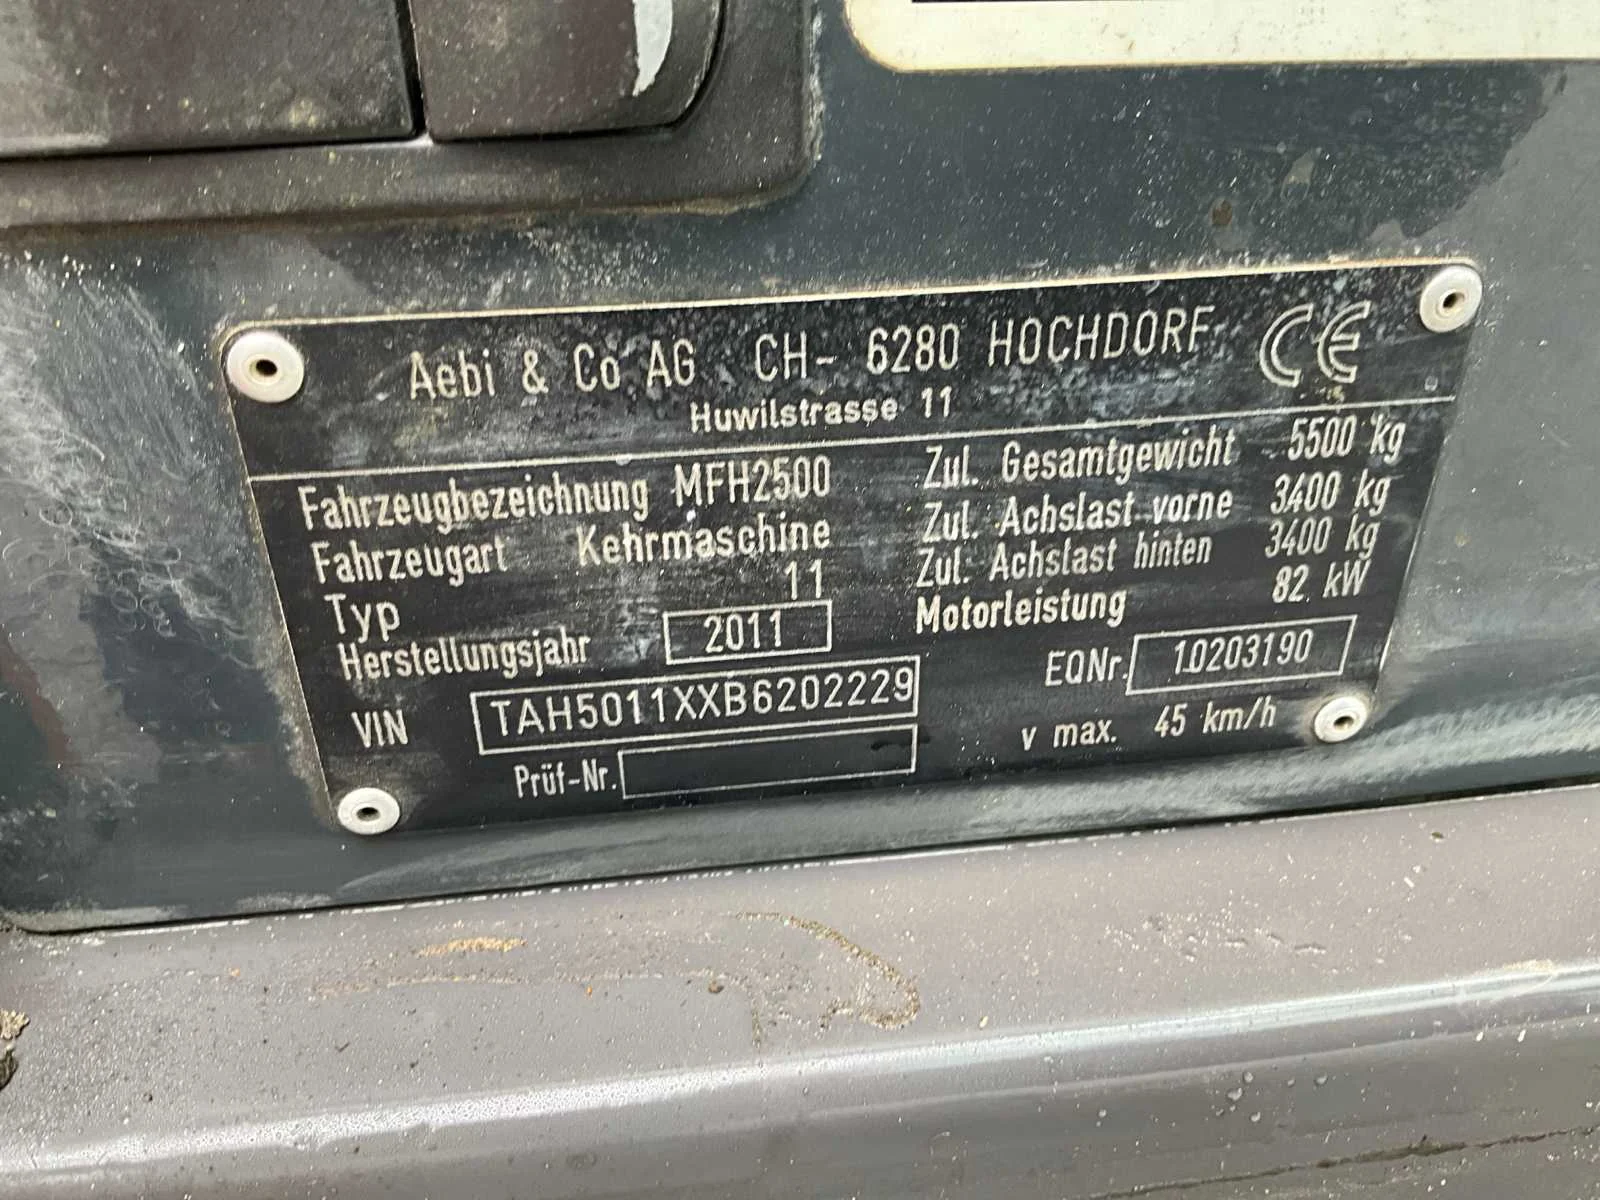 Aebi & Co AG CH- 6280 HOCHDORF CE
Huwilstrasse 11
Fahrzeugbezeichnung MFH2500
Fahrzeugart Kehrmaschine
Typ 11
Herstellungsjahr 2011
VIN TAH5011XXB6202229
Prüf-Nr.
Zul. Gesamtgewicht 5500 kg
Zul. Achslast vorne 3400 kg
Zul. Achslast hinten 3400 kg
Motorleistung 82 kW
EQNr. 10203190
v max. 45 km/h